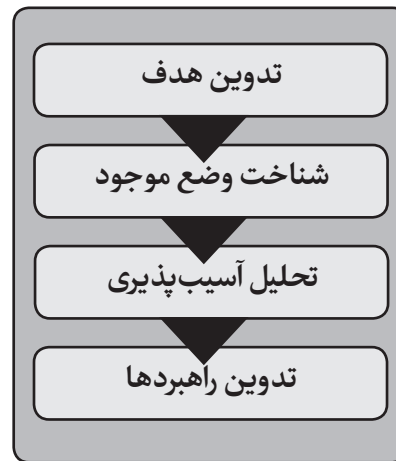 تدوین هدف
شناخت وضع موجود
تحلیل آسیب‌پذیری
تدوین راهبردها